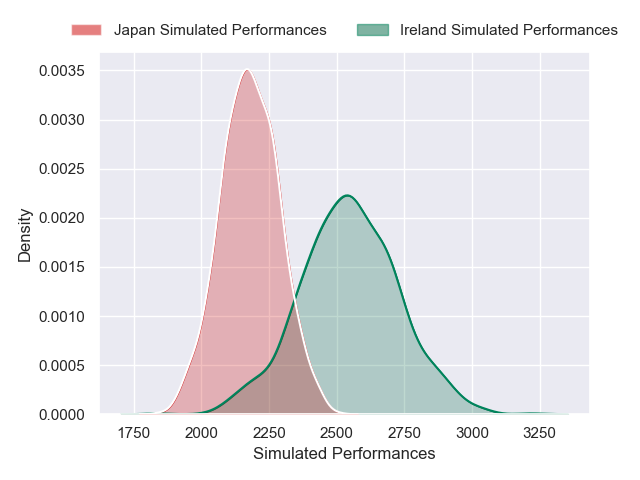 Japan Simulated Performances
Ireland Simulated Performances
0.0035
0.0030
0.0025
0.0020
0.0015
0.0010
0.0005
0.0000
Density
1750 2000 2250 2500 2750 3000 3250
Simulated Performances